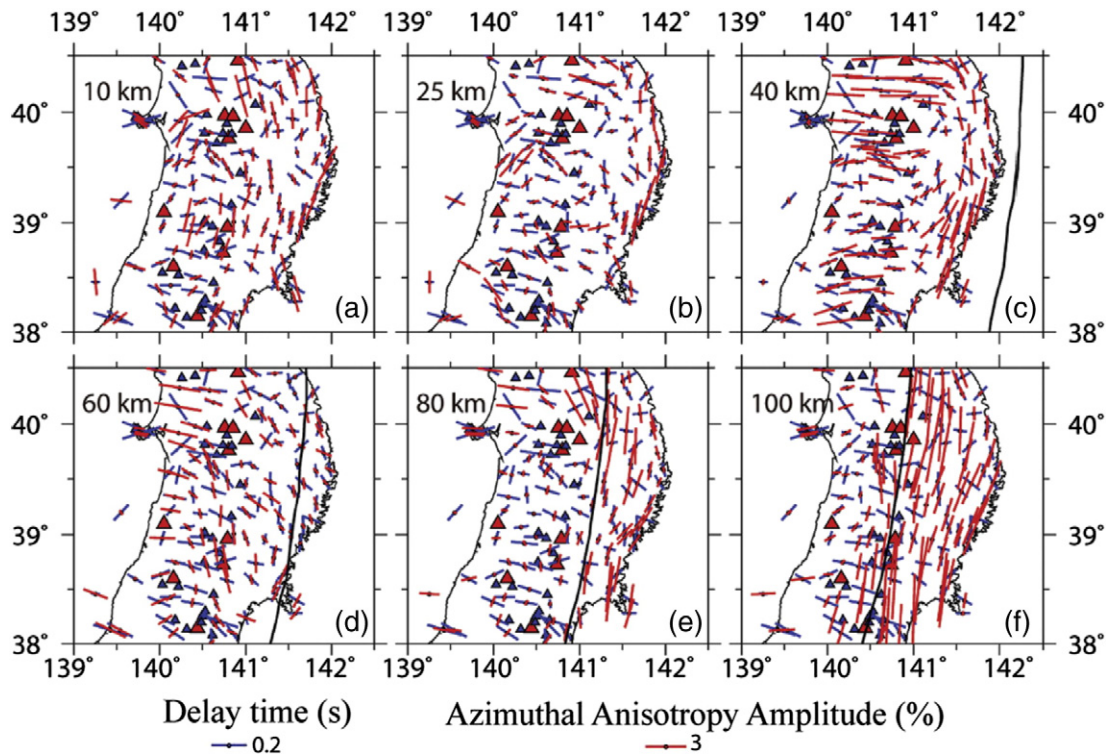 139° 140° 141° 142° 139° 140° 141° 142° 139° 140° 141° 142°
40° 10 km 25 km 40 km 40°
39° 39°
38° (a) (b) (c) 38°
60 km 80 km 100 km
40° 40°
39° 39°
38° (d) (e) (f) 38°
139° 140° 141° 142° 139° 140° 141° 142° 139° 140° 141° 142°
Delay time (s) Azimuthal Anisotropy Amplitude (%)
0.2 3